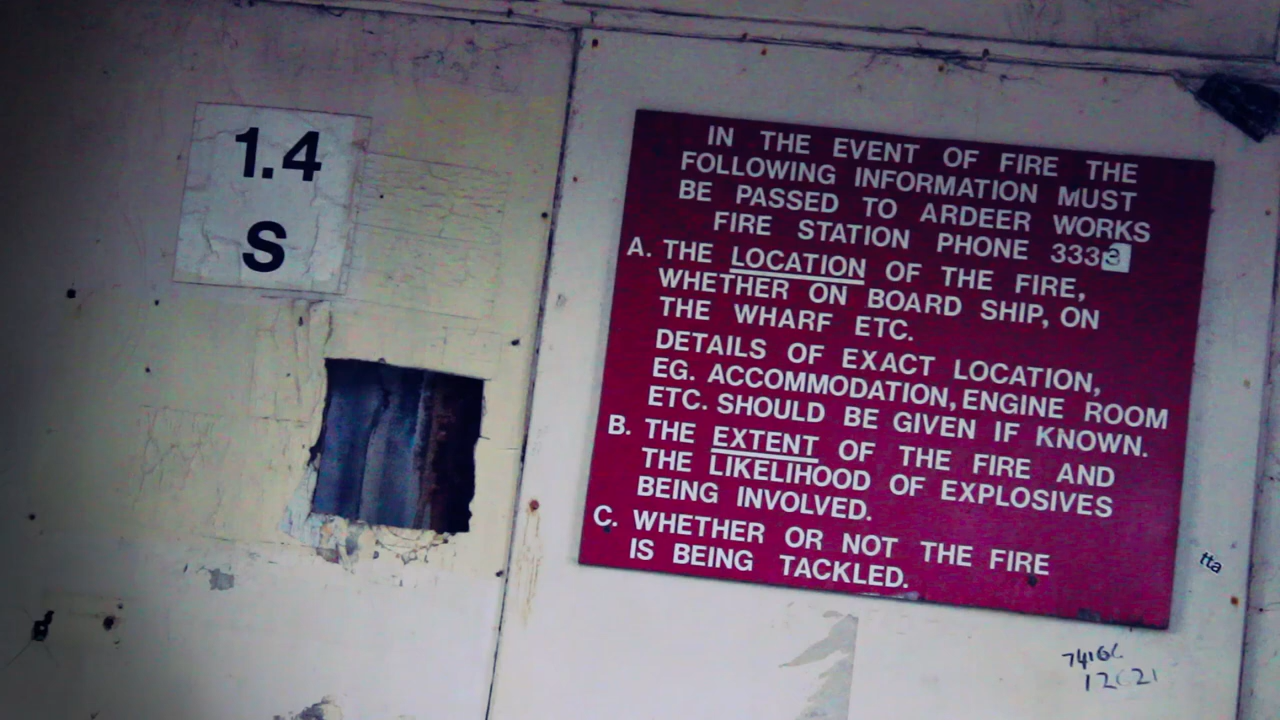 1.4
S
IN THE EVENT OF FIRE THE
FOLLOWING INFORMATION MUST
BE PASSED TO ARDEER WORKS
FIRE STATION PHONE 3333
A. THE LOCATION OF THE FIRE,
WHETHER ON BOARD SHIP, ON
THE WHARF ETC.
DETAILS OF EXACT LOCATION,
EG. ACCOMMODATION, ENGINE ROOM
ETC. SHOULD BE GIVEN IF KNOWN.
B. THE EXTENT OF THE FIRE AND
THE LIKELIHOOD OF EXPLOSIVES
BEING INVOLVED.
C. WHETHER OR NOT THE FIRE
IS BEING TACKLED.
tta